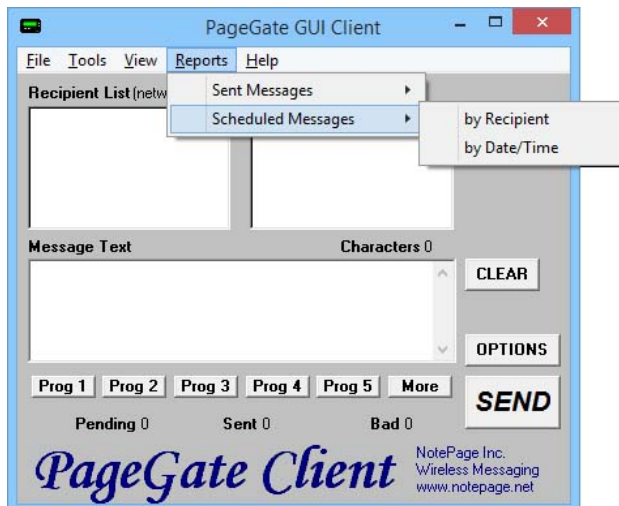 PageGate GUI Client
File Tools View Reports Help
Recipient List (netw
Sent Messages
Scheduled Messages
by Recipient
by Date/Time
Message Text Characters 0
CLEAR
OPTIONS
Prog 1 Prog 2 Prog 3 Prog 4 Prog 5 More
SEND
Pending 0 Sent 0 Bad 0
PageGate Client
NotePage Inc.
Wireless Messaging
www.notepage.net